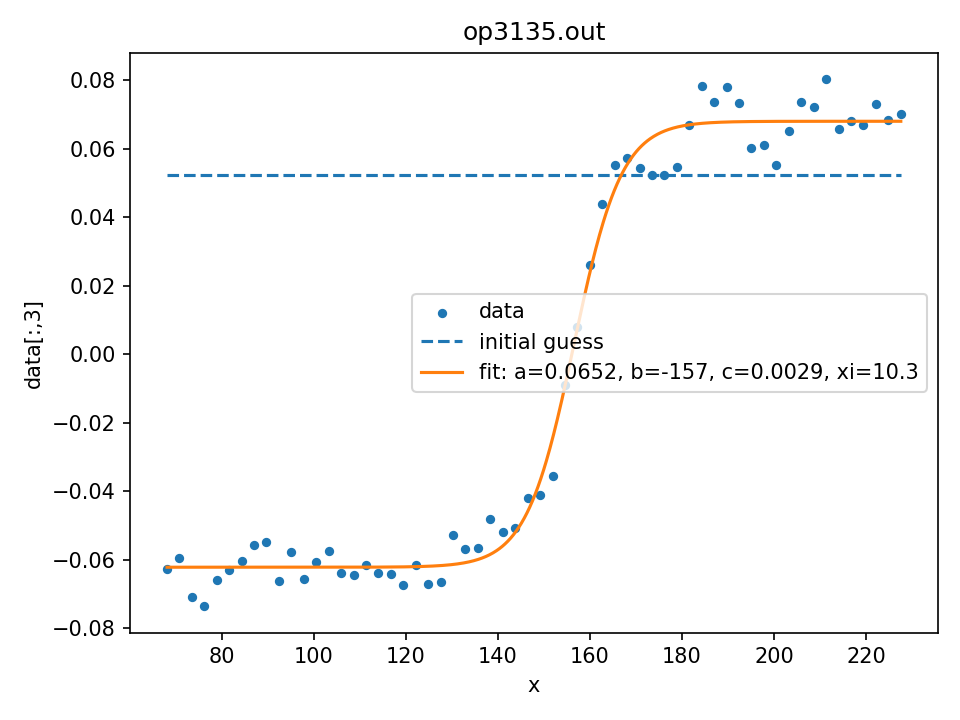 op3135.out
0.08
0.06
0.04
0.02
0.00
−0.02
−0.04
−0.06
−0.08
data[:,3]
data
initial guess
fit: a=0.0652, b=-157, c=0.0029, xi=10.3
80
100
120
140
160
180
200
220
x